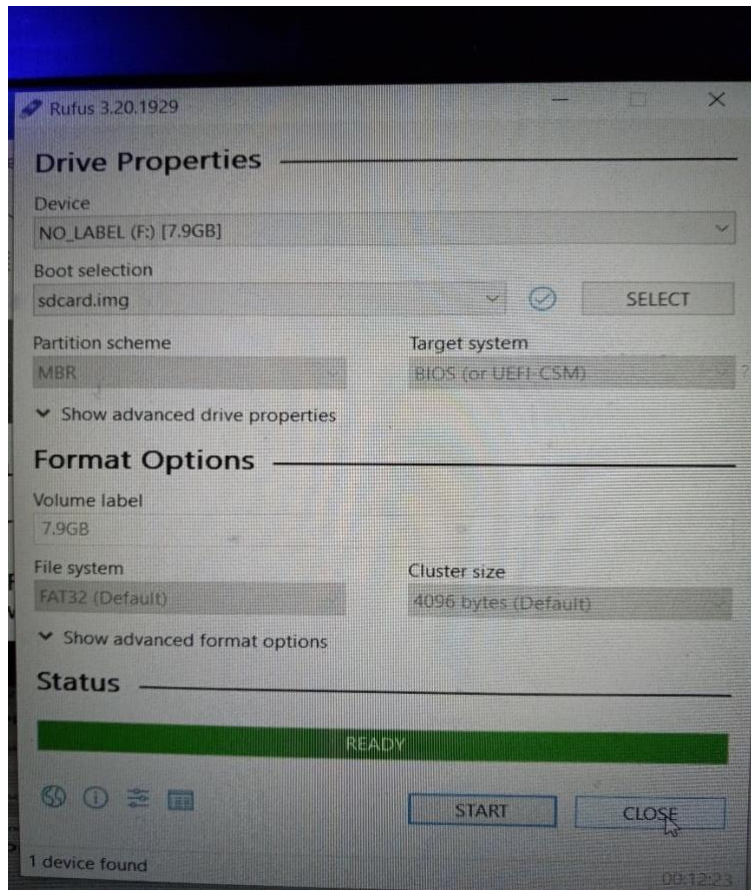 Rufus 3.20.1929
Drive Properties
Device
NO_LABEL (F:) [7.9GB]
Boot selection
sdcard.img
SELECT
Partition scheme
Target system
MBR
BIOS (or UEFI-CSM)
?
Show advanced drive properties
Format Options
Volume label
7.9GB
File system
Cluster size
FAT32 (Default)
4096 bytes (Default)
Show advanced format options
Status
READY
START
CLOSE
1 device found
00:12:23